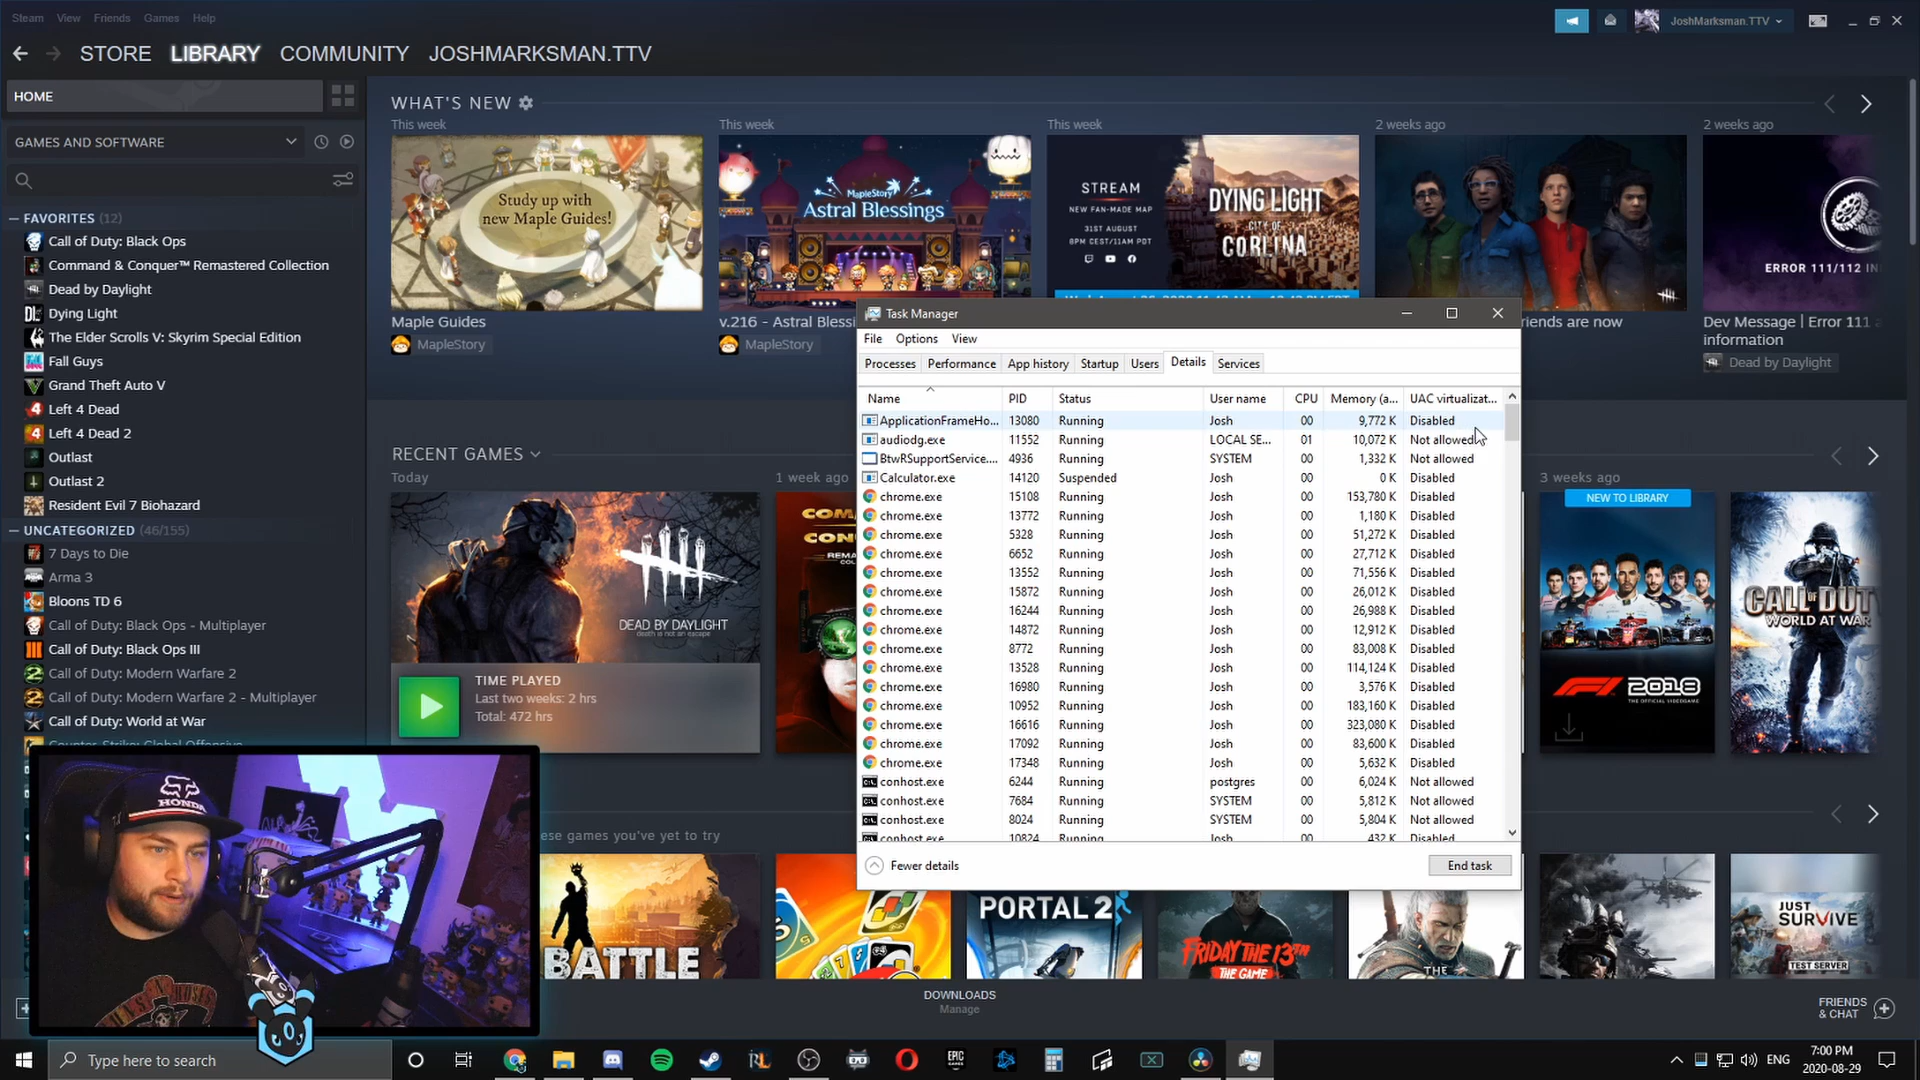 Steam View Friends Games Help
JoshMarksman.TTV
STORE LIBRARY COMMUNITY JOSHMARKSMAN.TTV
HOME
GAMES AND SOFTWARE
FAVORITES (12)
Call of Duty: Black Ops
Command & Conquer™ Remastered Collection
Dead by Daylight
Dying Light
The Elder Scrolls V: Skyrim Special Edition
Fall Guys
Grand Theft Auto V
Left 4 Dead
Left 4 Dead 2
Outlast
Outlast 2
Resident Evil 7 Biohazard
UNCATEGORIZED (46/155)
7 Days to Die
Arma 3
Bloons TD 6
Call of Duty: Black Ops - Multiplayer
Call of Duty: Black Ops III
Call of Duty: Modern Warfare 2
Call of Duty: Modern Warfare 2 - Multiplayer
Call of Duty: World at War
Counter-Strike: Global Offensive
WHAT'S NEW
This week
Study up with
new Maple Guides!
Maple Guides
MapleStory
This week
MapleStory
Astral Blessings
v.216 - Astral Blessi
MapleStory
This week
STREAM
NEW FAN-MADE MAP
31ST AUGUST
8PM CEST/11AM PDT
DYING LIGHT
CITY OF
CORLINA
2 weeks ago
riends are now
2 weeks ago
ERROR 111/112 IN
Dev Message | Error 111
information
Dead by Daylight
RECENT GAMES
Today
DEAD BY DAYLIGHT
death is not an escape
TIME PLAYED
Last two weeks: 2 hrs
Total: 472 hrs
1 week ago
3 weeks ago
NEW TO LIBRARY
F1 2018
THE OFFICIAL VIDEOGAME
CALL OF DUTY
WORLD AT WAR
Task Manager
File Options View
Processes Performance App history Startup Users Details Services
Name PID Status User name CPU Memory (a... UAC virtualizat...
ApplicationFrameHo... 13080 Running Josh 00 9,772 K Disabled
audiodg.exe 11552 Running LOCAL SE... 01 10,072 K Not allowed
BtwRSupportService.... 4936 Running SYSTEM 00 1,332 K Not allowed
Calculator.exe 14120 Suspended Josh 00 0 K Disabled
chrome.exe 15108 Running Josh 00 153,780 K Disabled
chrome.exe 13772 Running Josh 00 1,180 K Disabled
chrome.exe 5328 Running Josh 00 51,272 K Disabled
chrome.exe 6652 Running Josh 00 27,712 K Disabled
chrome.exe 13552 Running Josh 00 71,556 K Disabled
chrome.exe 15872 Running Josh 00 26,012 K Disabled
chrome.exe 16244 Running Josh 00 26,988 K Disabled
chrome.exe 14872 Running Josh 00 12,912 K Disabled
chrome.exe 8772 Running Josh 00 83,008 K Disabled
chrome.exe 13528 Running Josh 00 114,124 K Disabled
chrome.exe 16980 Running Josh 00 3,576 K Disabled
chrome.exe 10952 Running Josh 00 183,160 K Disabled
chrome.exe 16616 Running Josh 00 323,080 K Disabled
chrome.exe 17092 Running Josh 00 83,600 K Disabled
chrome.exe 17348 Running Josh 00 5,632 K Disabled
conhost.exe 6244 Running postgres 00 6,024 K Not allowed
conhost.exe 7684 Running SYSTEM 00 5,812 K Not allowed
conhost.exe 8024 Running SYSTEM 00 5,804 K Not allowed
conhost.exe 10824 Running Josh 00 432 K Disabled
Fewer details
End task
ese games you've yet to try
BATTLE
PORTAL 2
FRIDAY THE 13TH
THE GAME
THE
JUST
SURVIVE
TEST SERVER
HONDA
DOWNLOADS
Manage
FRIENDS
& CHAT
Type here to search
EPIC
GAMES
ENG
7:00 PM
2020-08-29